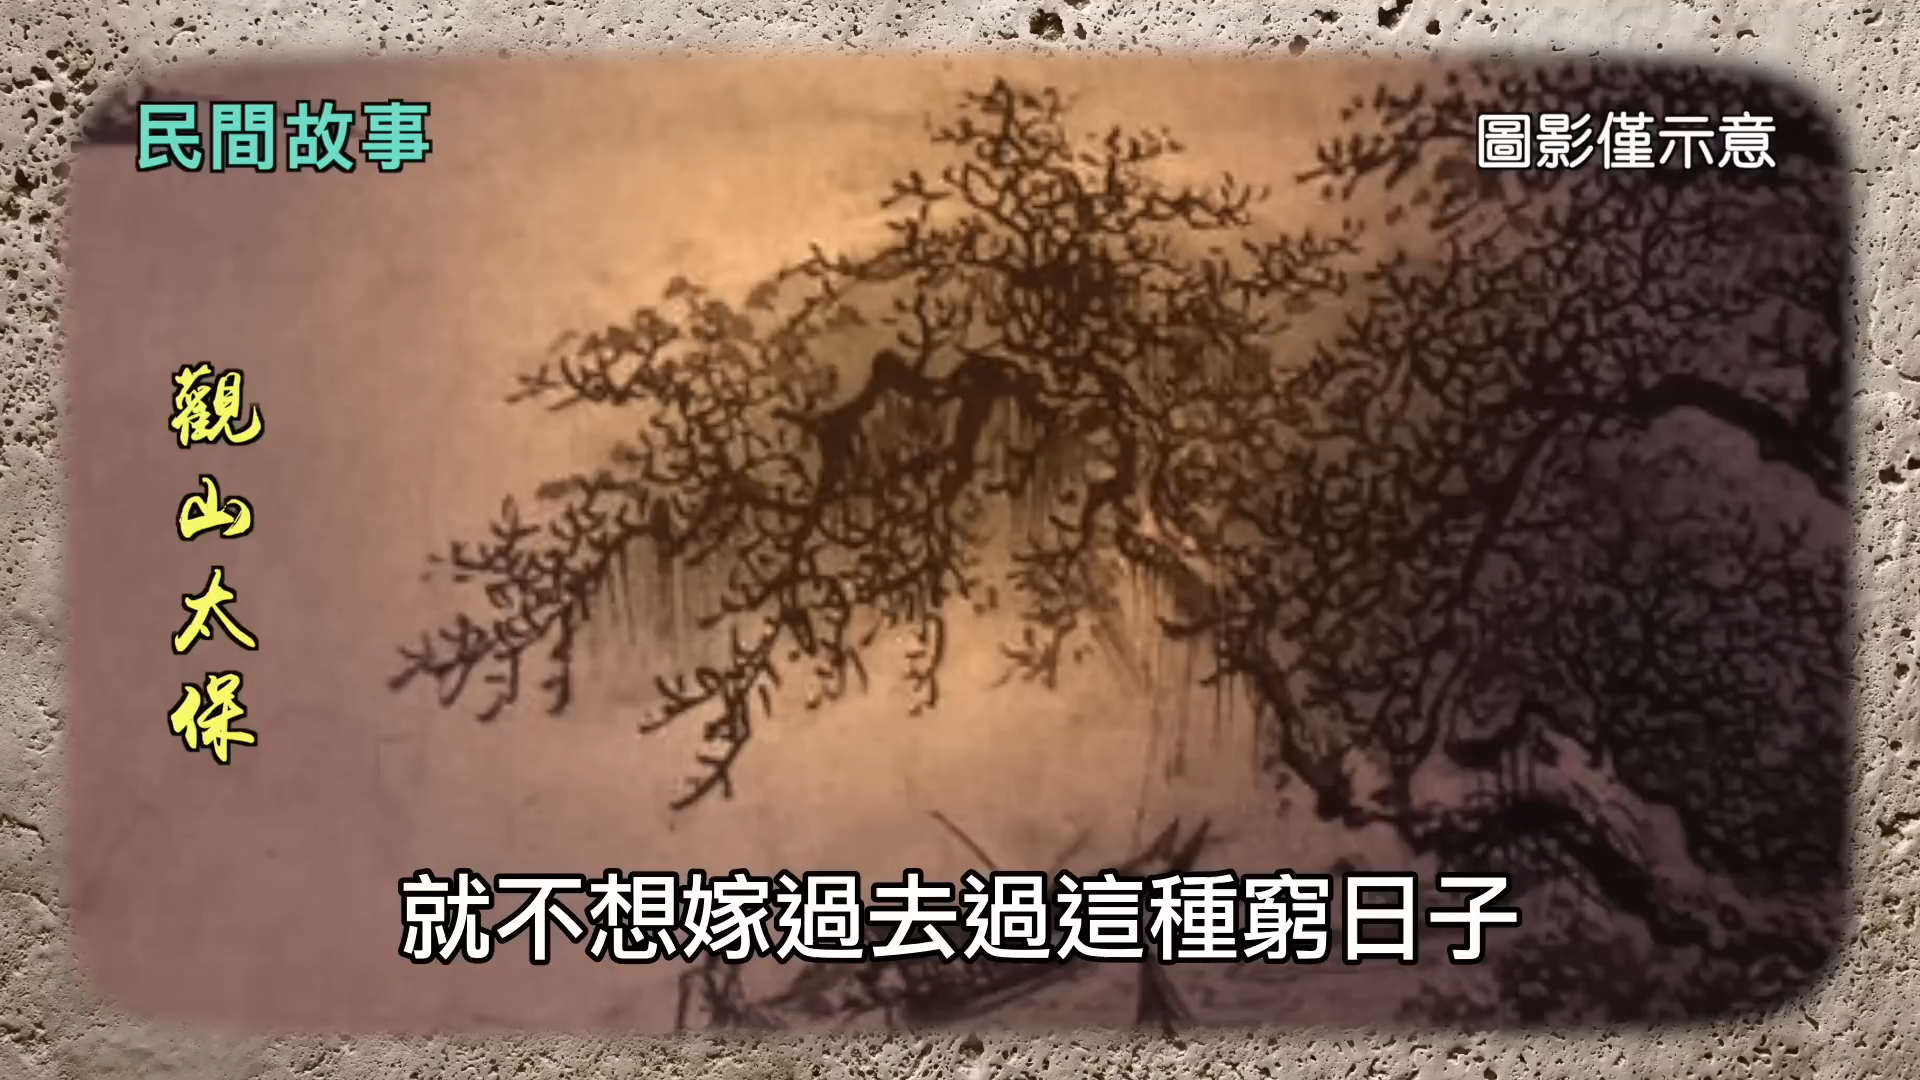 民間故事
圖影僅示意
觀山太保
就不想嫁過去過這種窮日子